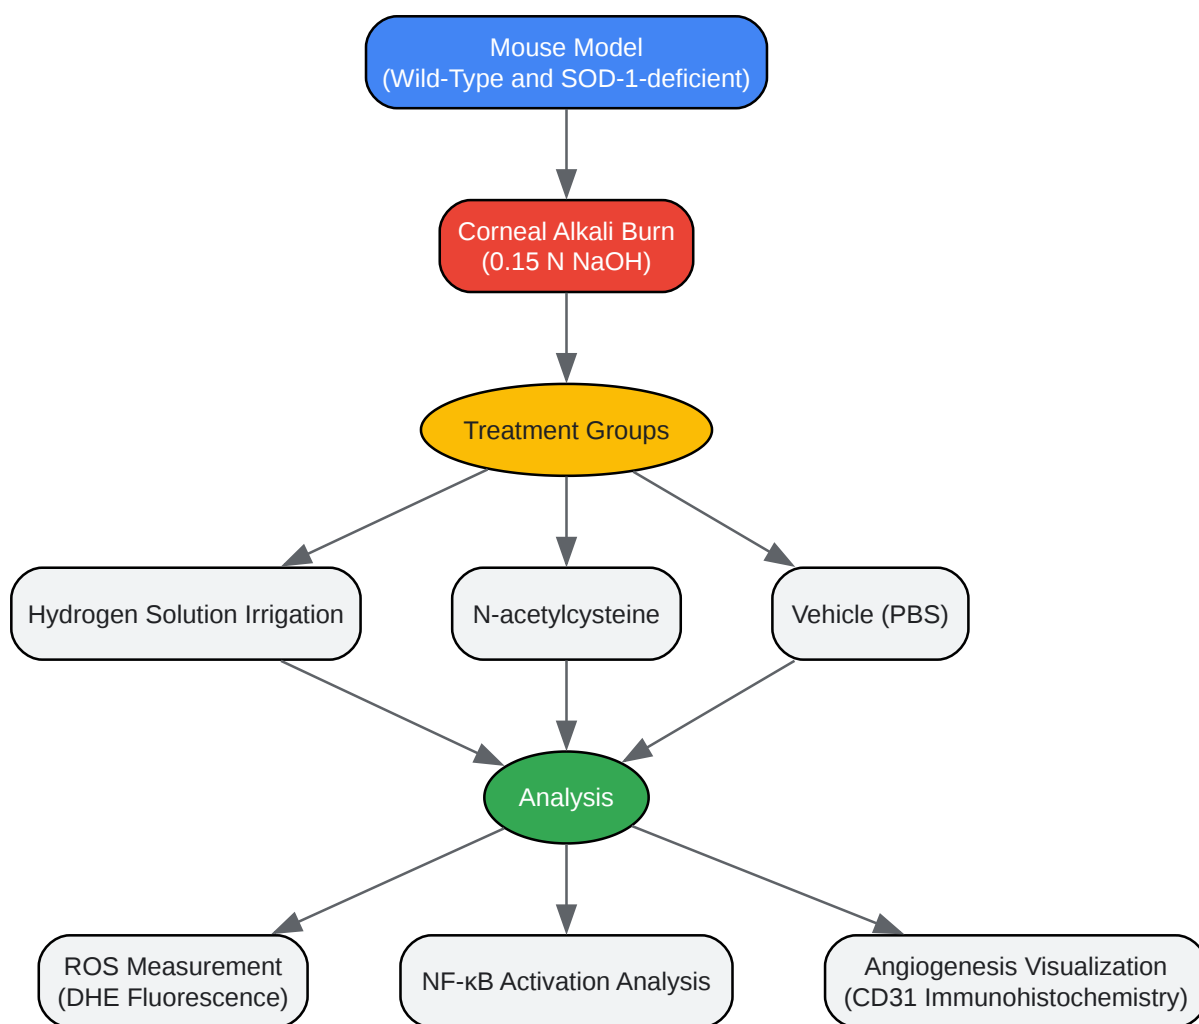 Mouse Model
(Wild-Type and SOD-1-deficient)
Corneal Alkali Burn
(0.15 N NaOH)
Treatment Groups
Hydrogen Solution Irrigation
N-acetylcysteine
Vehicle (PBS)
Analysis
ROS Measurement
(DHE Fluorescence)
NF-κB Activation Analysis
Angiogenesis Visualization
(CD31 Immunohistochemistry)